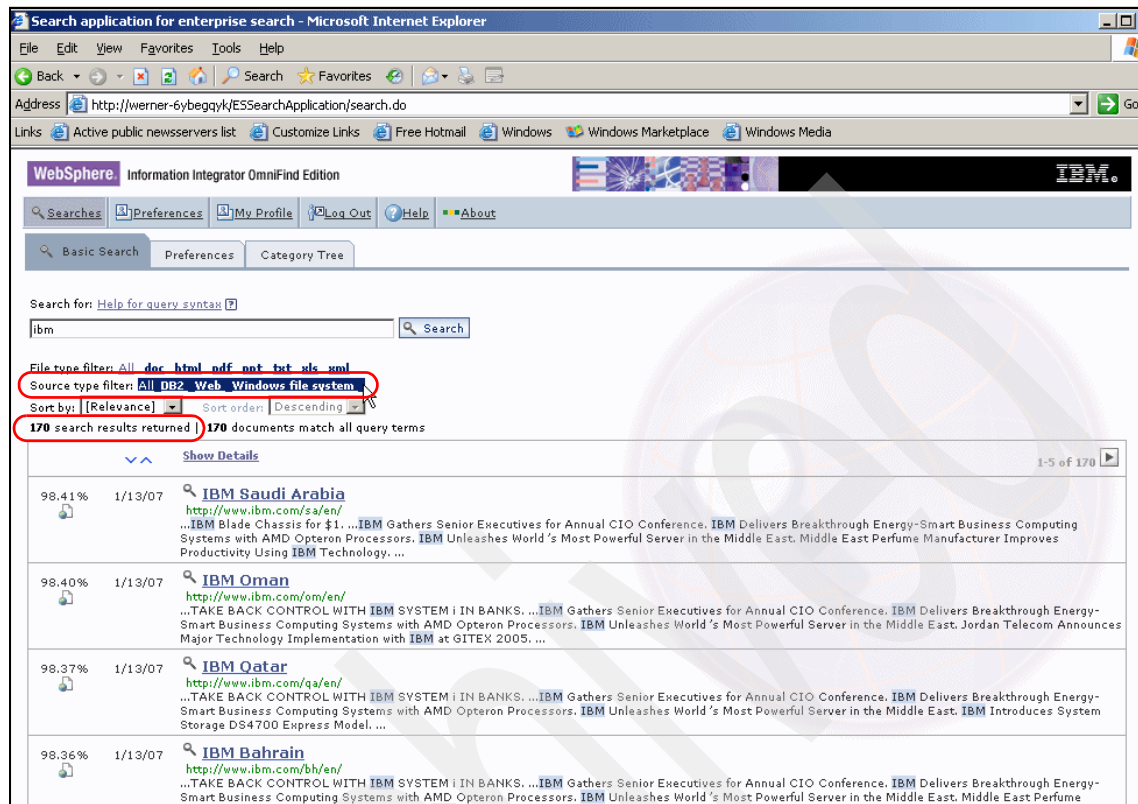 Search application for enterprise search - Microsoft Internet Explorer
File Edit View Favorites Tools Help
Back Search Favorites
Address http://werner-6ybegqyk/ESSearchApplication/search.do Go
Links Active public newsservers list Customize Links Free Hotmail Windows Windows Marketplace Windows Media
WebSphere. Information Integrator OmniFind Edition IBM.
Searches Preferences My Profile Log Out Help About
Basic Search Preferences Category Tree
Search for: Help for query syntax ?
ibm Search
File type filter: All doc html pdf ppt txt xls xml
Source type filter: All DB2 Web Windows file system
Sort by: [Relevance] Sort order: Descending
170 search results returned | 170 documents match all query terms
Show Details 1-5 of 170
98.41% 1/13/07 IBM Saudi Arabia
http://www.ibm.com/sa/en/
...IBM Blade Chassis for $1. ...IBM Gathers Senior Executives for Annual CIO Conference. IBM Delivers Breakthrough Energy-Smart Business Computing
Systems with AMD Opteron Processors. IBM Unleashes World's Most Powerful Server in the Middle East. Middle East Perfume Manufacturer Improves
Productivity Using IBM Technology. ...
98.40% 1/13/07 IBM Oman
http://www.ibm.com/om/en/
...TAKE BACK CONTROL WITH IBM SYSTEM i IN BANKS. ...IBM Gathers Senior Executives for Annual CIO Conference. IBM Delivers Breakthrough Energy-
Smart Business Computing Systems with AMD Opteron Processors. IBM Unleashes World's Most Powerful Server in the Middle East. Jordan Telecom Announces
Major Technology Implementation with IBM at GITEX 2005. ...
98.37% 1/13/07 IBM Qatar
http://www.ibm.com/qa/en/
...TAKE BACK CONTROL WITH IBM SYSTEM i IN BANKS. ...IBM Gathers Senior Executives for Annual CIO Conference. IBM Delivers Breakthrough Energy-
Smart Business Computing Systems with AMD Opteron Processors. IBM Unleashes World's Most Powerful Server in the Middle East. IBM Introduces System
Storage DS4700 Express Model. ...
98.36% 1/13/07 IBM Bahrain
http://www.ibm.com/bh/en/
...TAKE BACK CONTROL WITH IBM SYSTEM i IN BANKS. ...IBM Gathers Senior Executives for Annual CIO Conference. IBM Delivers Breakthrough Energy-
Smart Business Computing Systems with AMD Opteron Processors. IBM Unleashes World's Most Powerful Server in the Middle East. Middle East Perfume